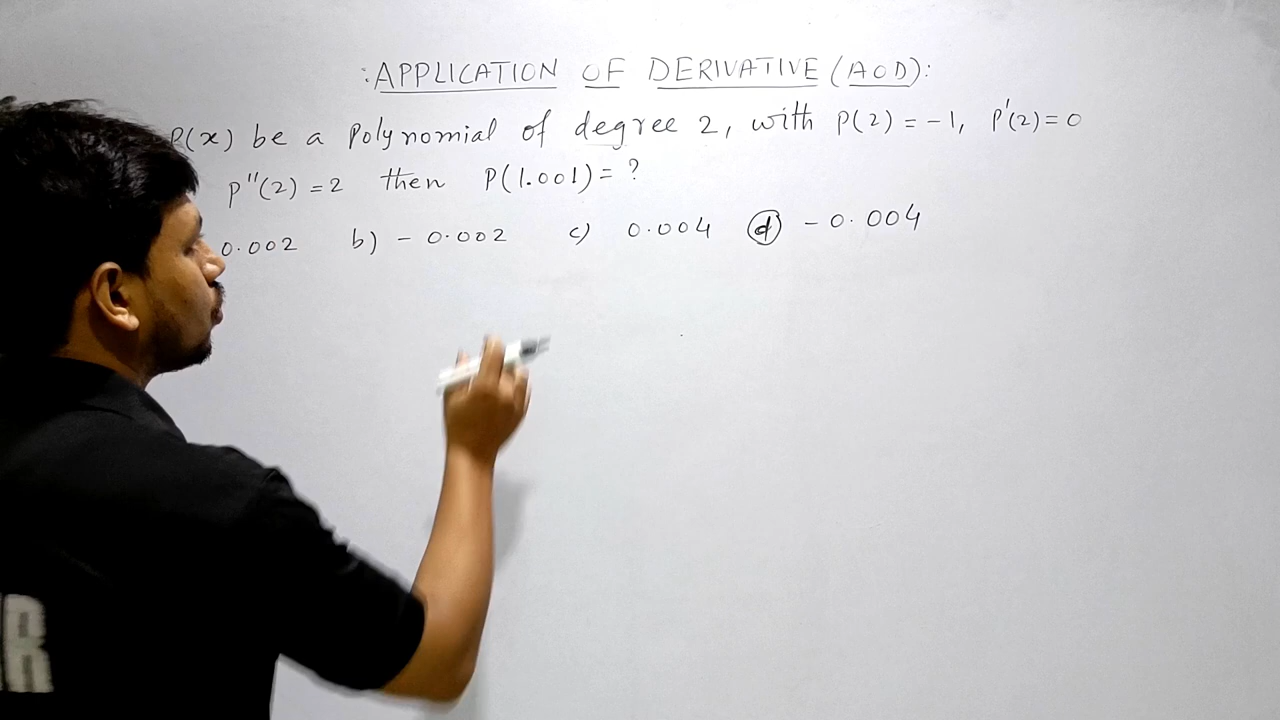 :APPLICATION OF DERIVATIVE (AOD):
P(x) be a polynomial of degree 2, with P(2) = -1, P'(2) = 0
P''(2) = 2 then P(1.001) = ?
0.002 b) - 0.002 c) 0.004 d - 0.004
R